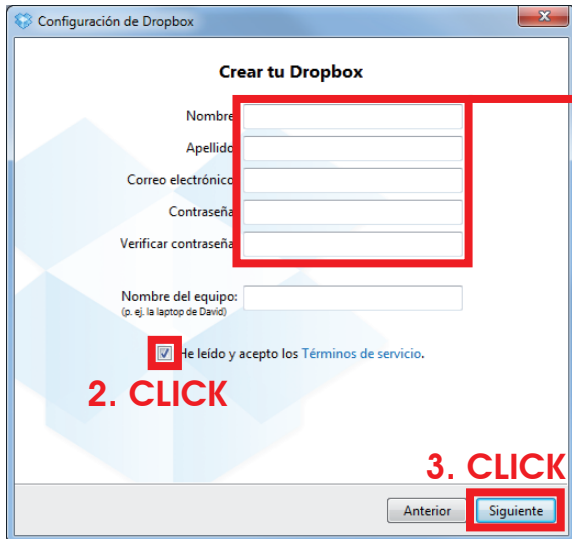 Configuración de Dropbox
Crear tu Dropbox
Nombre
Apellido
Correo electrónico
Contraseña
Verificar contraseña
Nombre del equipo:
(p. ej. la laptop de David)
He leído y acepto los Términos de servicio.
2. CLICK
3. CLICK
Anterior Siguiente